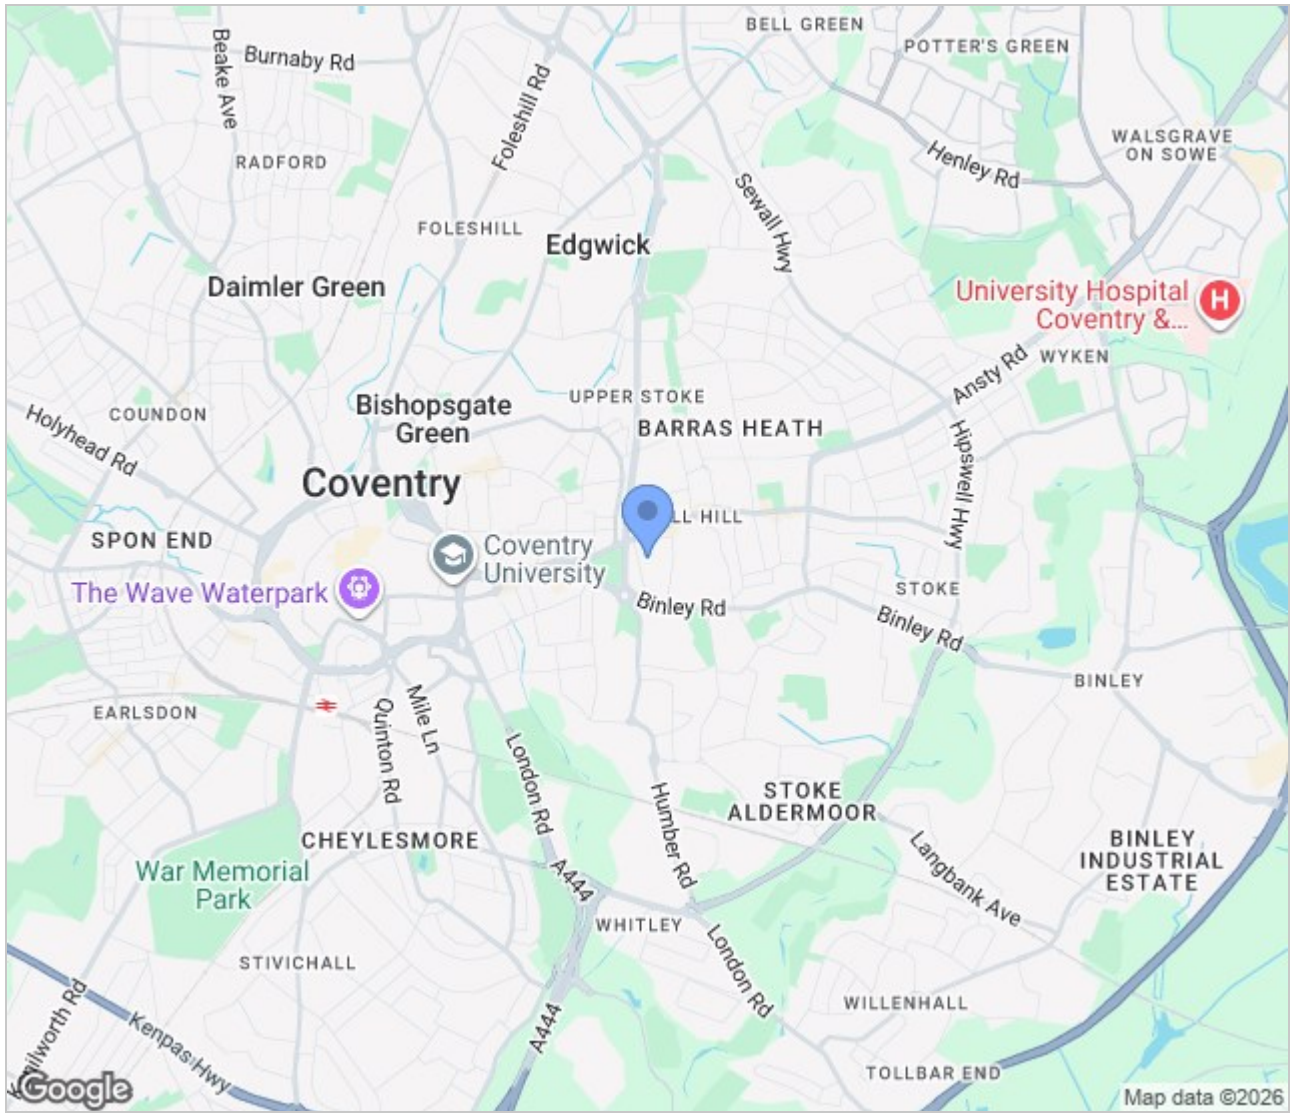 BELL GREEN
POTTER'S GREEN
Burnaby Rd
Beake Ave
Foleshill Rd
WALSGRAVE
ON SOWE
Henley Rd
RADFORD
Sewall Hwy
FOLESHILL
Edgwick
Daimler Green
University Hospital
Coventry &...
H
WYKEN
Ansty Rd
UPPER STOKE
Bishopsgate
Green
COUNDON
BARRAS HEATH
Holyhead Rd
Hipswell Hwy
Coventry
LL HILL
SPON END
Coventry
University
The Wave Waterpark
STOKE
Binley Rd
Binley Rd
BINLEY
EARLSDON
Mile Ln
Quinton Rd
London Rd
STOKE
ALDERMOOR
Humber Rd
CHEYLESMORE
BINLEY
INDUSTRIAL
ESTATE
Langbank Ave
War Memorial
Park
A444
WHITLEY
London Rd
STIVICHALL
WILLENHALL
Kenilworth Rd
Kenpas Hwy
A444
TOLLBAR END
Google
Map data ©2026